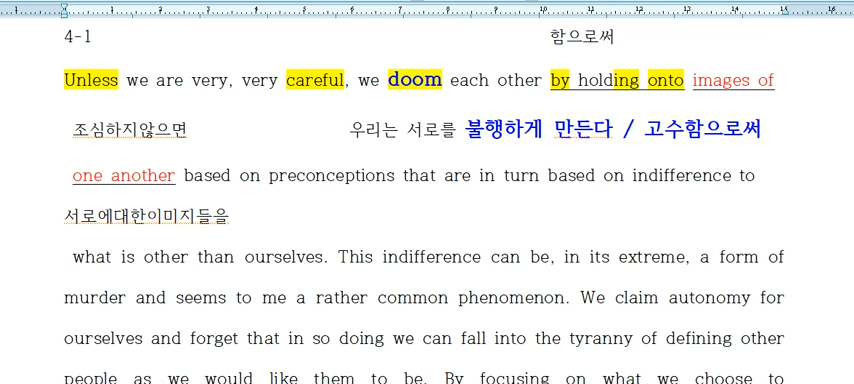 4-1 함으로써
Unless we are very, very careful, we doom each other by holding onto images of
조심하지않으면 우리는 서로를 불행하게 만든다 / 고수함으로써
one another based on preconceptions that are in turn based on indifference to
서로에대한이미지들을
what is other than ourselves. This indifference can be, in its extreme, a form of
murder and seems to me a rather common phenomenon. We claim autonomy for
ourselves and forget that in so doing we can fall into the tyranny of defining other
people as we would like them to be. By focusing on what we choose to